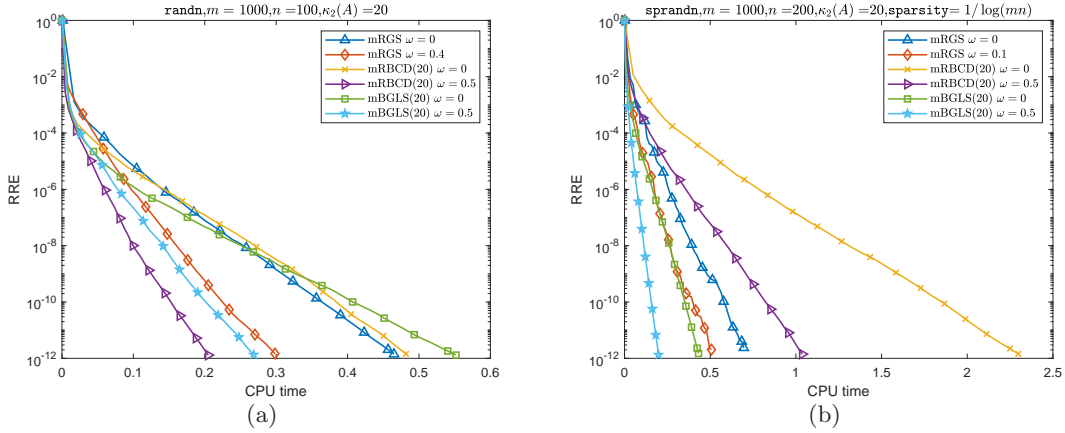 randn,m = 1000,n =100,κ₂(A) =20
10^0
10^-2
10^-4
10^-6
10^-8
10^-10
10^-12
RRE
mRGS ω = 0
mRGS ω = 0.4
mRBCD(20) ω = 0
mRBCD(20) ω = 0.5
mBGLS(20) ω = 0
mBGLS(20) ω = 0.5
0 0.1 0.2 0.3 0.4 0.5 0.6
CPU time
(a)
sprandn,m = 1000,n=200,κ₂(A) =20,sparsity= 1/ log(mn)
10^0
10^-2
10^-4
10^-6
10^-8
10^-10
10^-12
RRE
mRGS ω = 0
mRGS ω = 0.1
mRBCD(20) ω = 0
mRBCD(20) ω = 0.5
mBGLS(20) ω = 0
mBGLS(20) ω = 0.5
0 0.5 1 1.5 2 2.5
CPU time
(b)